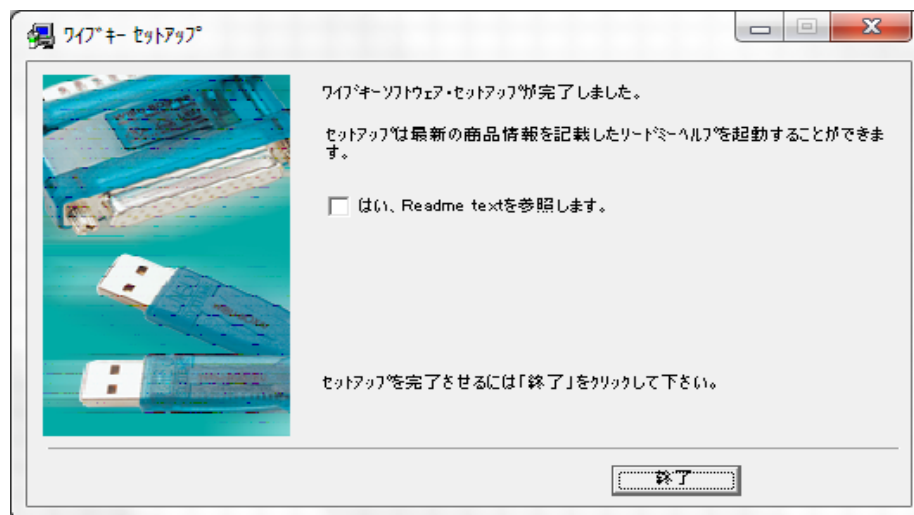 ワイブキー セットアップ
ワイブキーソフトウェア・セットアップが完了しました。
セットアップは最新の商品情報を記載したリードミーヘルプを起動することができま
す。
はい、Readme textを参照します。
セットアップを完了させるには「終了」をクリックして下さい。
終了